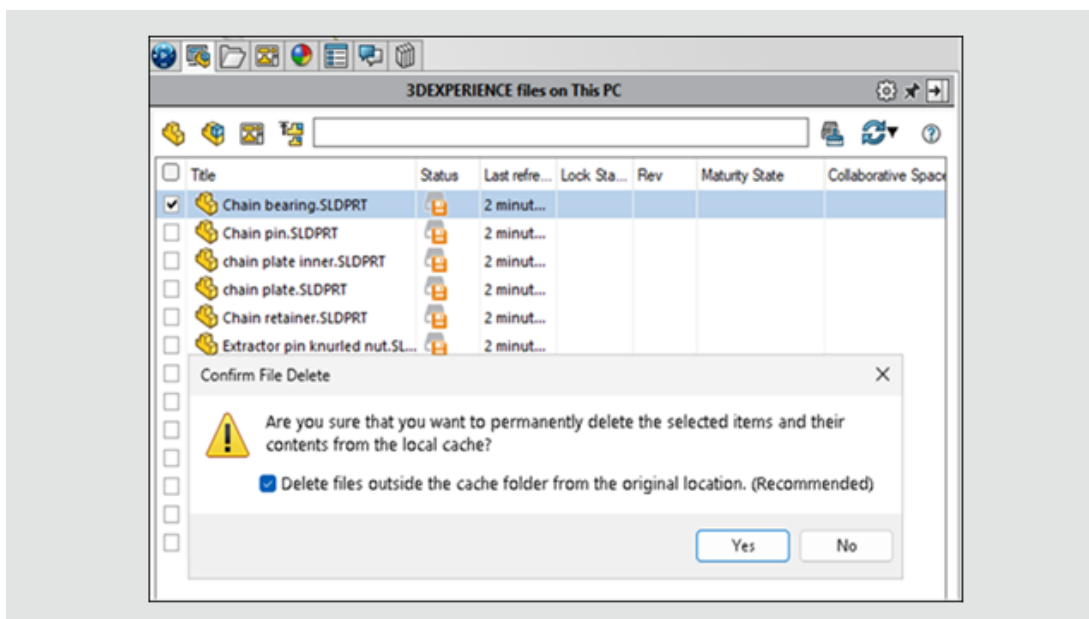 3DEXPERIENCE files on This PC
Title Status Last refre... Lock Sta... Rev Maturity State Collaborative Space
Chain bearing.SLDPRT 2 minut...
Chain pin.SLDPRT 2 minut...
chain plate inner.SLDPRT 2 minut...
chain plate.SLDPRT 2 minut...
Chain retainer.SLDPRT 2 minut...
Extractor pin knurled nut.SL... 2 minut...
Confirm File Delete
Are you sure that you want to permanently delete the selected items and their
contents from the local cache?
Delete files outside the cache folder from the original location. (Recommended)
Yes No